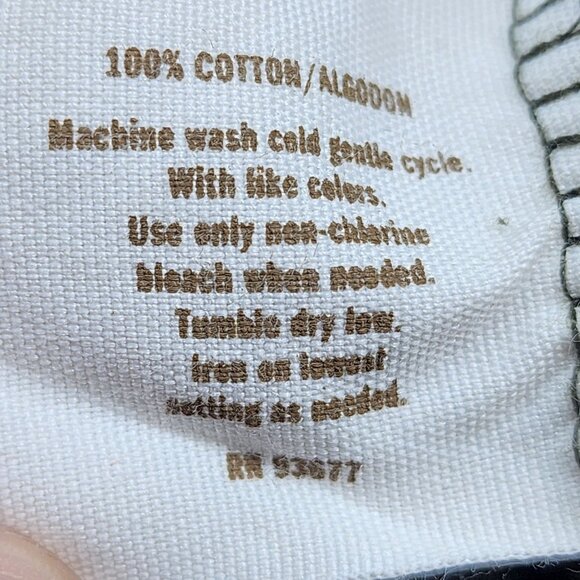 100% COTTON/ALGODOM
Machine wash cold gentle cycle.
With like colors.
Use only non-chlorine
bleach when needed.
Tumble dry low.
Iron on lowest
setting as needed.
RN 93677